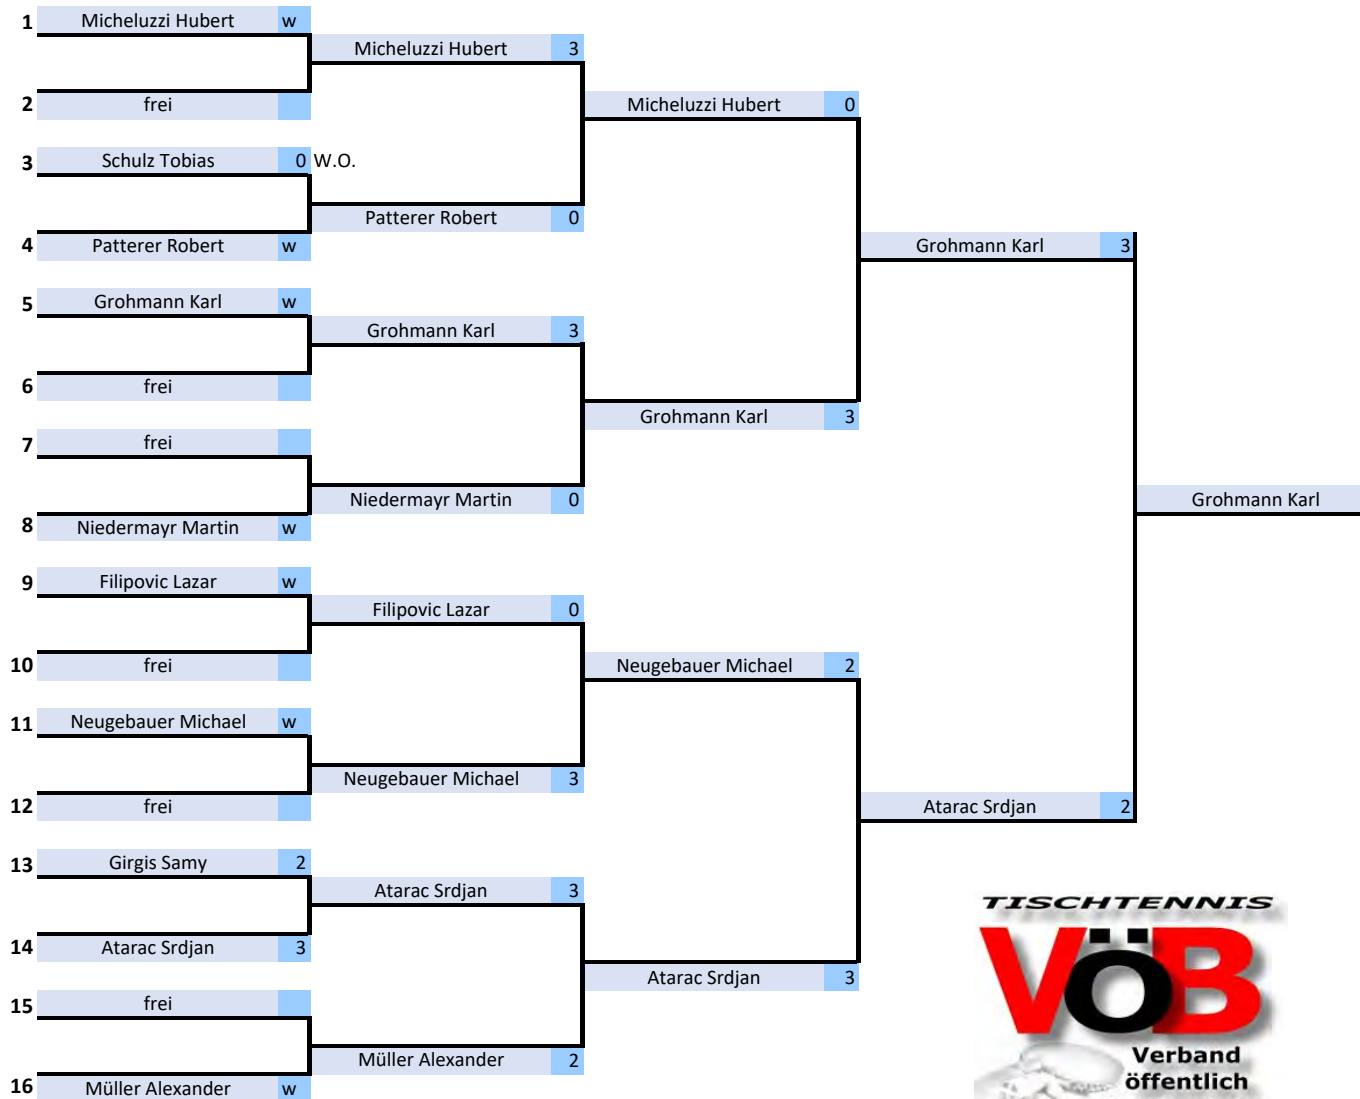 1 Micheluzzi Hubert w
Micheluzzi Hubert 3
2 frei
Micheluzzi Hubert 0
3 Schulz Tobias 0 W.O.
Patterer Robert 0
4 Patterer Robert w
Grohmann Karl 3
5 Grohmann Karl w
Grohmann Karl 3
6 frei
Grohmann Karl 3
7 frei
Niedermayr Martin 0
Grohmann Karl
8 Niedermayr Martin w
9 Filipovic Lazar w
Filipovic Lazar 0
10 frei
Neugebauer Michael 2
11 Neugebauer Michael w
Neugebauer Michael 3
12 frei
Atarac Srdjan 2
13 Girgis Samy 2
Atarac Srdjan 3
14 Atarac Srdjan 3
Atarac Srdjan 3
15 frei
Müller Alexander 2
16 Müller Alexander w
TISCHTENNIS
VÖB
Verband
öffentlich